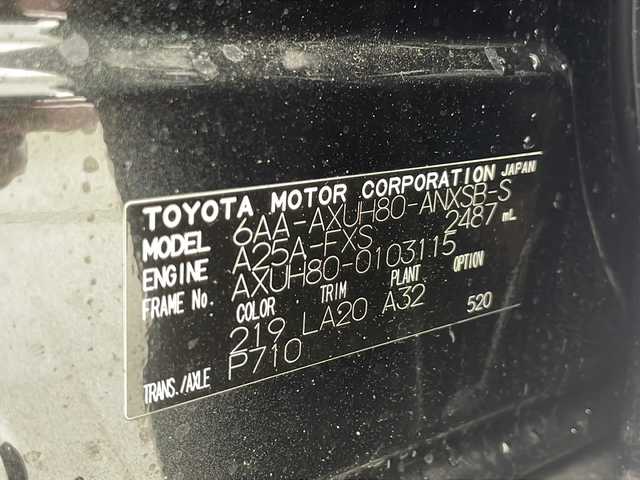 TOYOTA MOTOR CORPORATION JAPAN
MODEL 6AA-AXUH80-ANXSB-S
ENGINE A25A-FXS 2487 mL
FRAME No. AXUH80-0103115
COLOR TRIM PLANT OPTION
219 LA20 A32 520
TRANS./AXLE P710